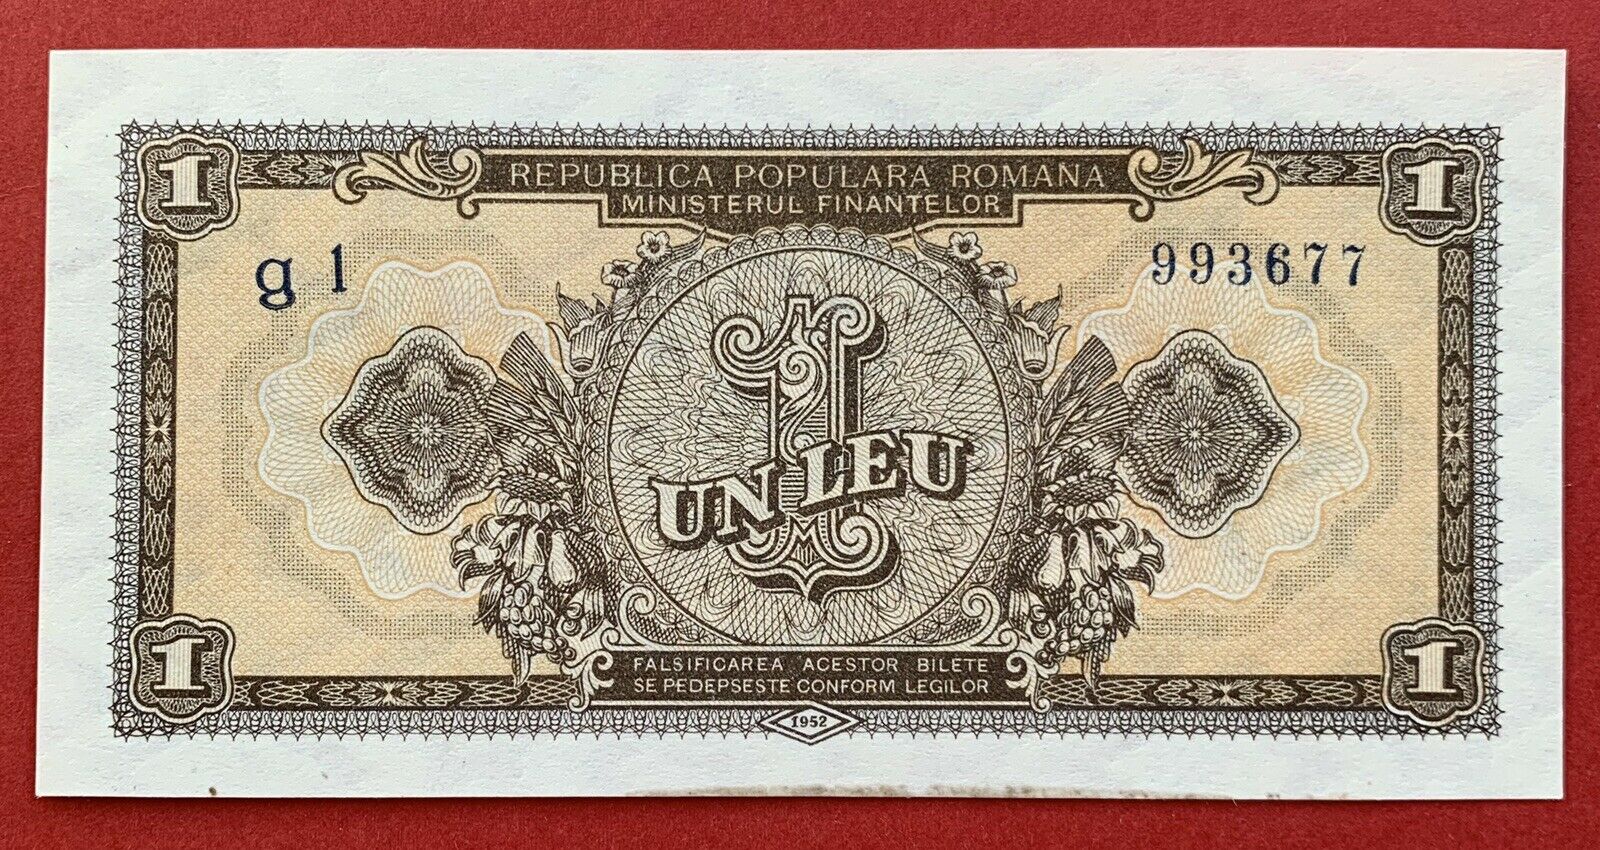 1 1
REPUBLICA POPULARA ROMANA
MINISTERUL FINANTELOR
g 1 993677
1
UN LEU
1 1
FALSIFICAREA ACESTOR BILETE
SE PEDEPSESTE CONFORM LEGILOR
1952